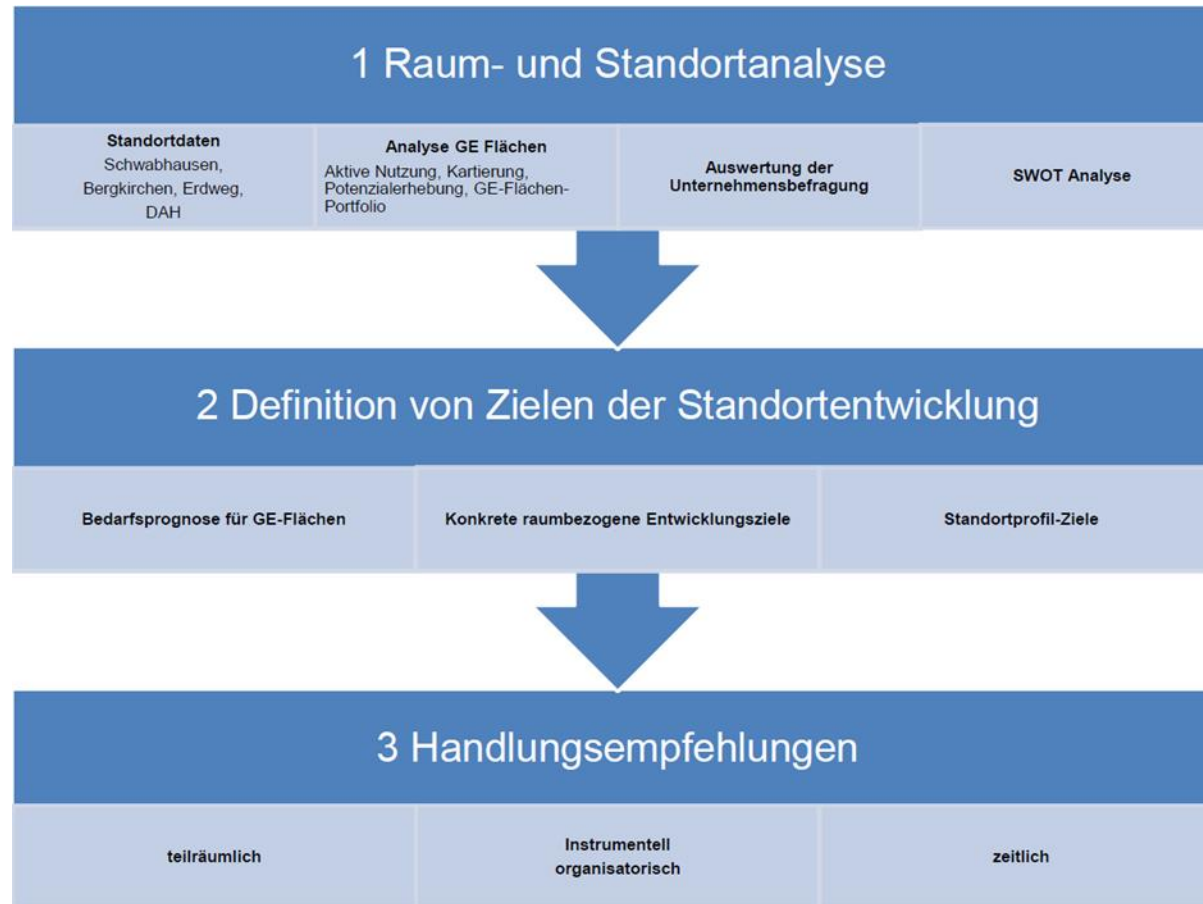 1 Raum- und Standortanalyse
Standortdaten
Schwabhausen,
Bergkirchen, Erdweg,
DAH
Analyse GE Flächen
Aktive Nutzung, Kartierung,
Potenzialerhebung, GE-Flächen-
Portfolio
Auswertung der
Unternehmensbefragung
SWOT Analyse
2 Definition von Zielen der Standortentwicklung
Bedarfsprognose für GE-Flächen
Konkrete raumbezogene Entwicklungsziele
Standortprofil-Ziele
3 Handlungsempfehlungen
teilräumlich
Instrumentell
organisatorisch
zeitlich